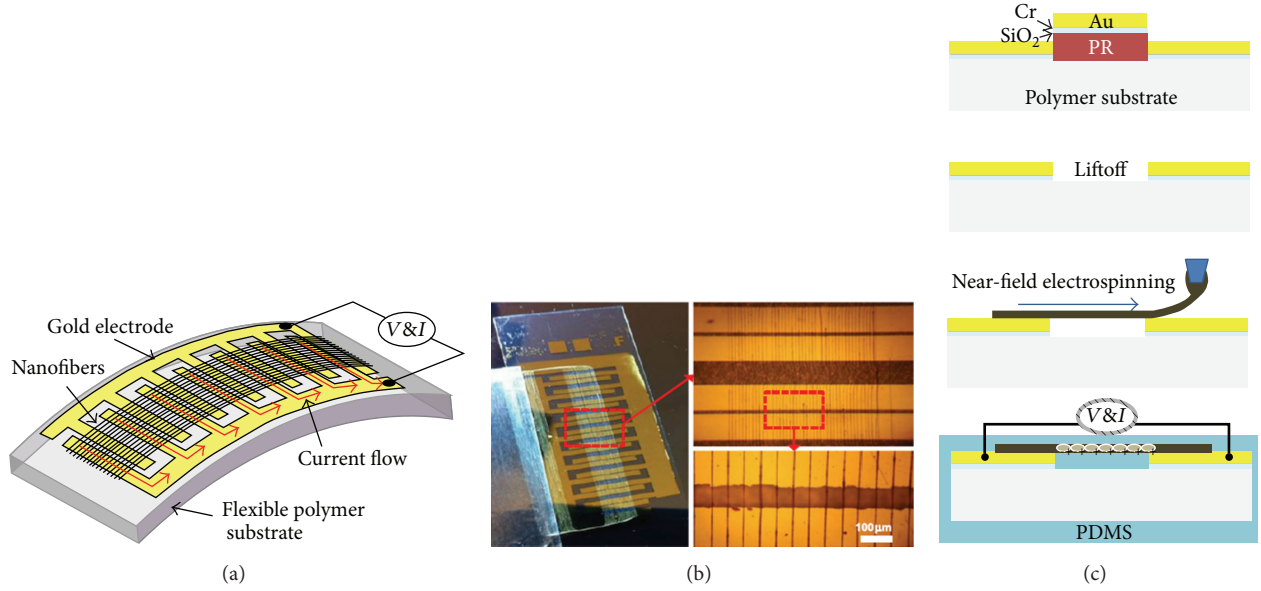 Gold electrode
Nanofibers
V&I
Current flow
Flexible polymer
substrate
(a)
F
100 μm
(b)
Cr
SiO₂
Au
PR
Polymer substrate
Liftoff
Near-field electrospinning
V&I
PDMS
(c)